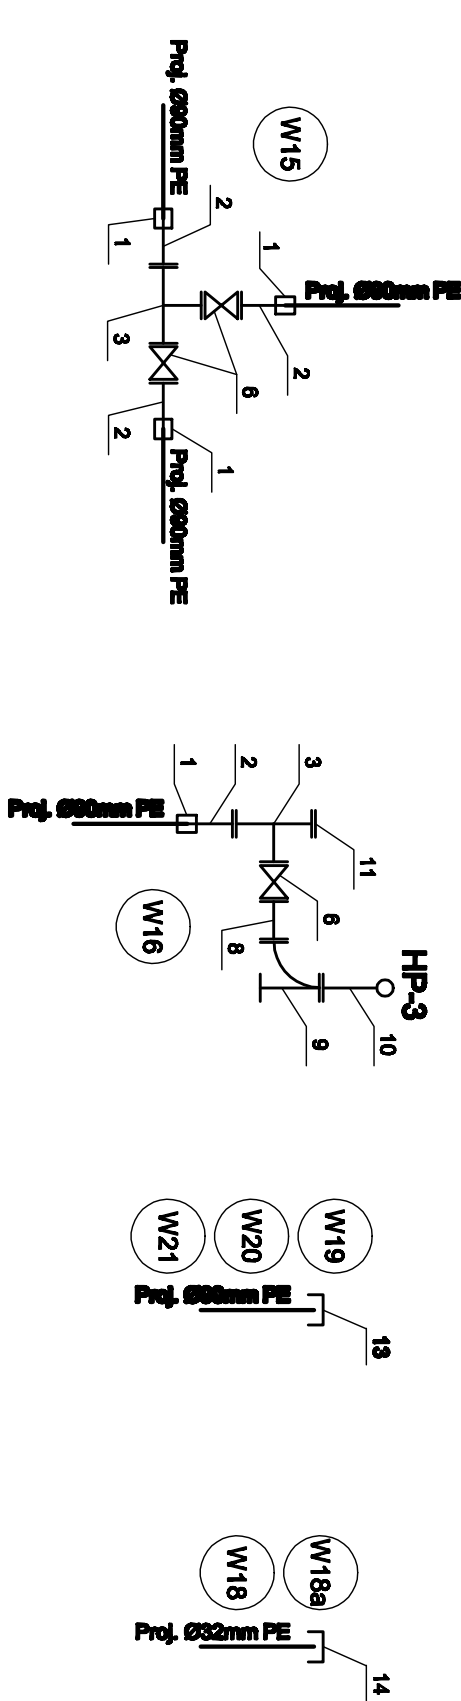 W15
Proj. Ø90mm PE
1
2
3
6
2
1
Proj. Ø90mm PE
2
1
Proj. Ø90mm PE
W16
Proj. Ø90mm PE
1
2
3
11
6
8
9
10
HP-3
W19
W20
W21
Proj. Ø90mm PE
13
W18a
W18
Proj. Ø32mm PE
14